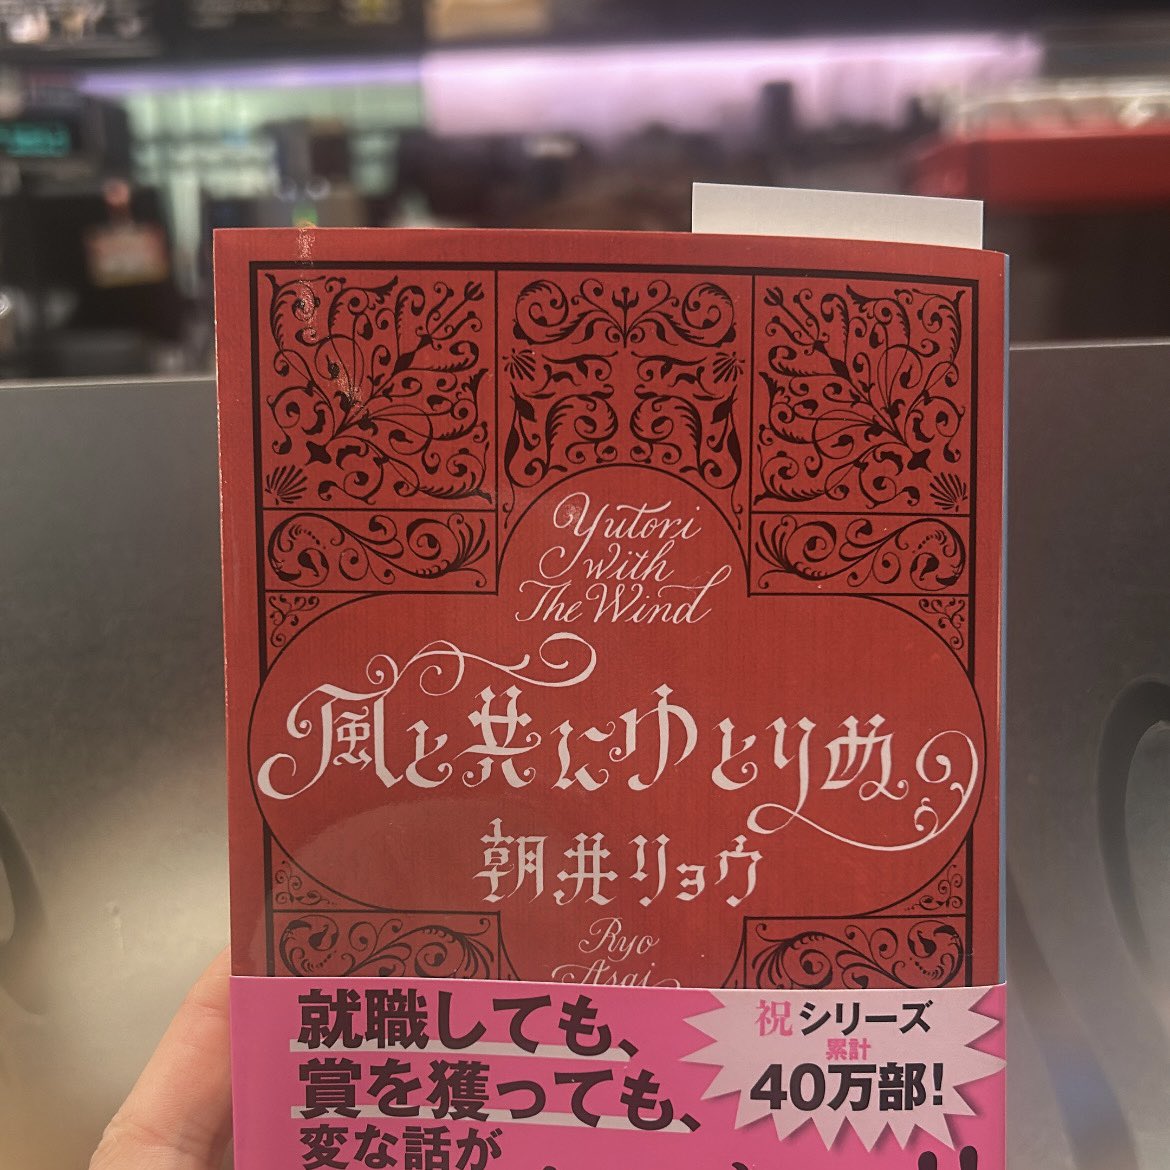 Yutori
with
The Wind
風と共にゆとりぬ
朝井リョウ
Ryo
Asai
就職しても、
賞を獲っても、
変な話が
祝シリーズ
累計
40万部!